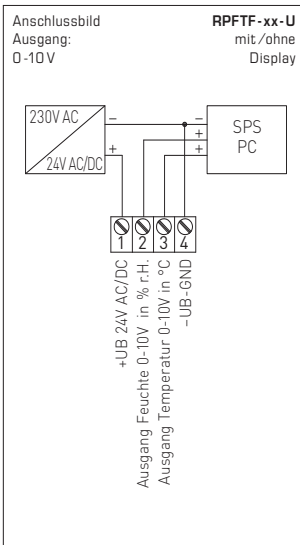 Anschlussbild
Ausgang:
0-10 V
RPFTF-xx-U
mit/ohne
Display
230V AC
24V AC/DC
–
+
–
+
+
SPS
PC
1
2
3
4
+UB 24V AC/DC
Ausgang Feuchte 0-10V in % r.H.
Ausgang Temperatur 0-10V in °C
–UB-GND